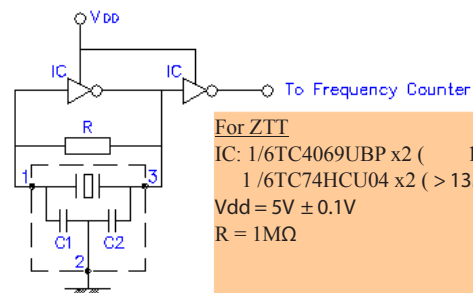 VDD
IC
IC
To Frequency Counter
R
For ZTT
IC: 1/6TC4069UBP x2 ( 1
1 /6TC74HCU04 x2 ( > 13
Vdd = 5V ± 0.1V
R = 1MΩ
1
3
C1
C2
2